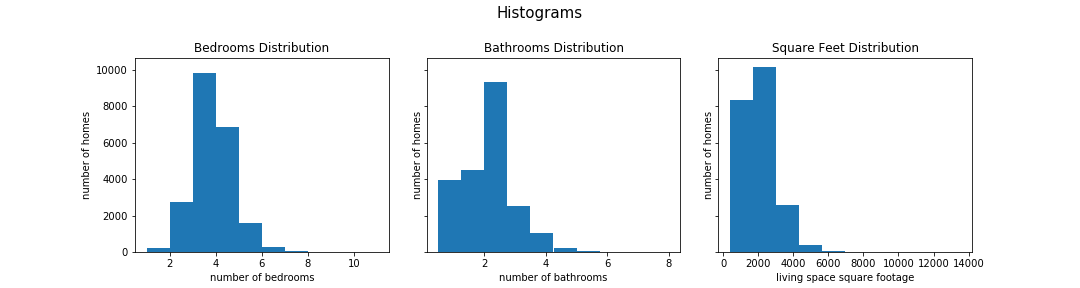 Histograms
Bedrooms Distribution
number of homes
10000
8000
6000
4000
2000
0
2 4 6 8 10
number of bedrooms
Bathrooms Distribution
number of homes
2 4 6 8
number of bathrooms
Square Feet Distribution
number of homes
0 2000 4000 6000 8000 10000 12000 14000
living space square footage